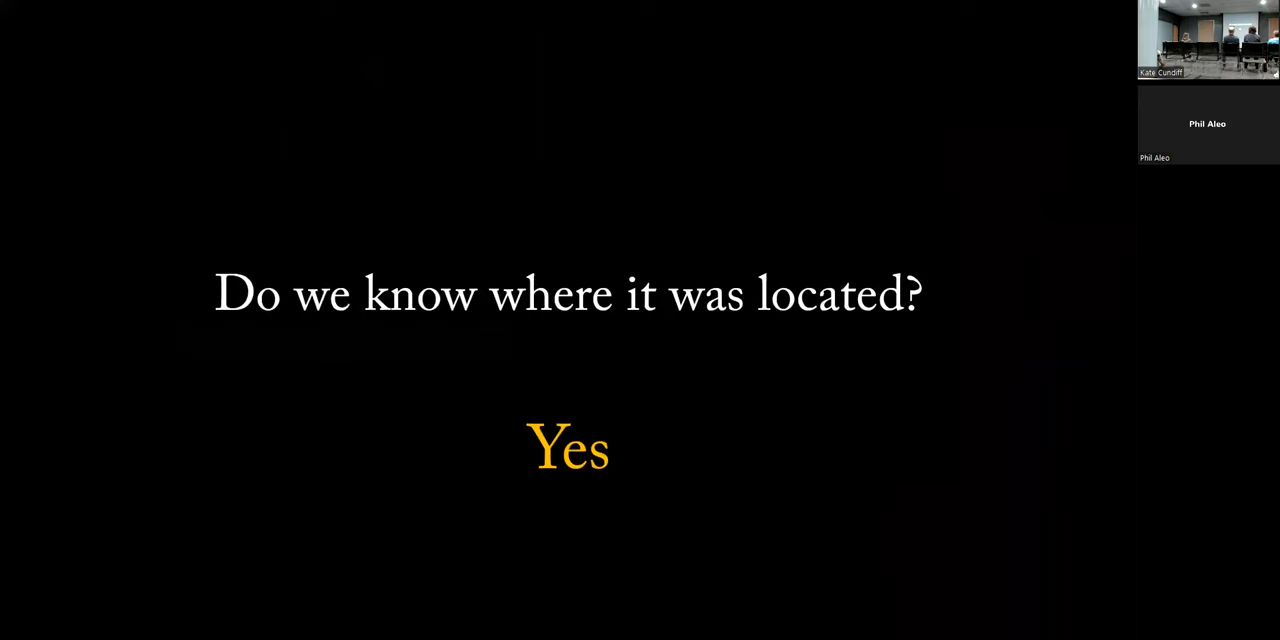 Do we know where it was located?
Yes
Kate Cundiff
Phil Aleo
Phil Aleo